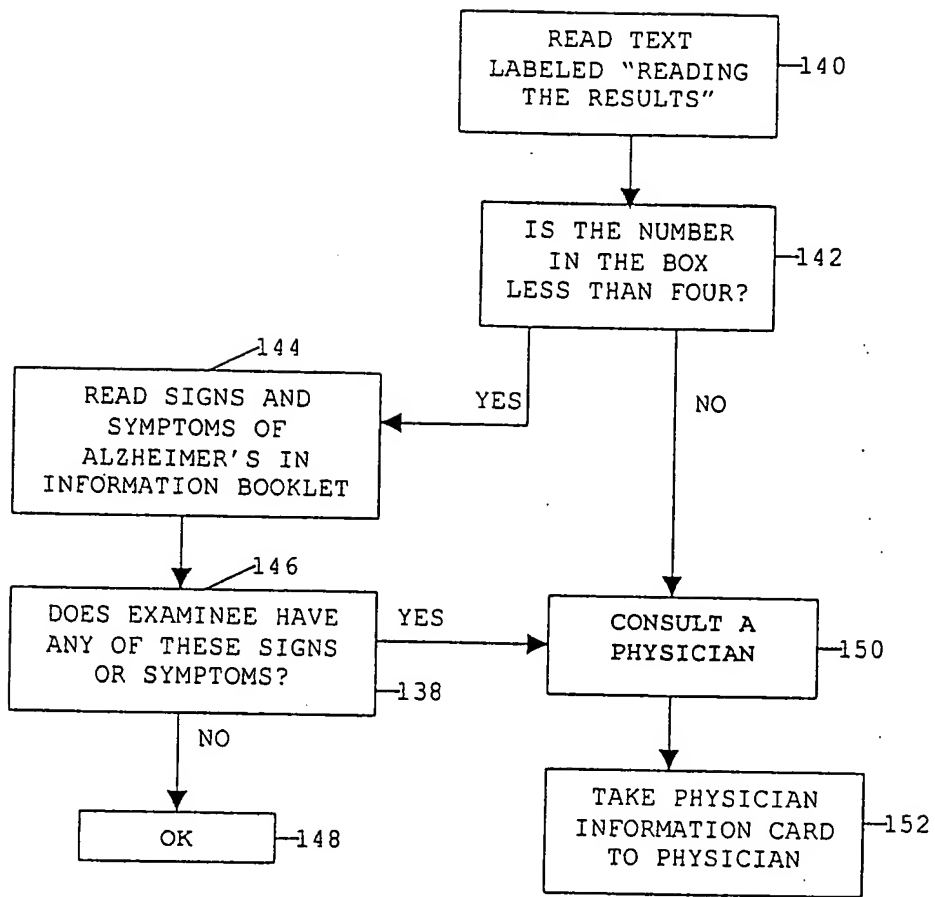 READ TEXT
LABELED "READING
THE RESULTS"
140
IS THE NUMBER
IN THE BOX
LESS THAN FOUR?
142
YES
NO
144
READ SIGNS AND
SYMPTOMS OF
ALZHEIMER'S IN
INFORMATION BOOKLET
146
DOES EXAMINEE HAVE
ANY OF THESE SIGNS
OR SYMPTOMS?
138
YES
CONSULT A
PHYSICIAN
150
NO
OK
148
TAKE PHYSICIAN
INFORMATION CARD
TO PHYSICIAN
152